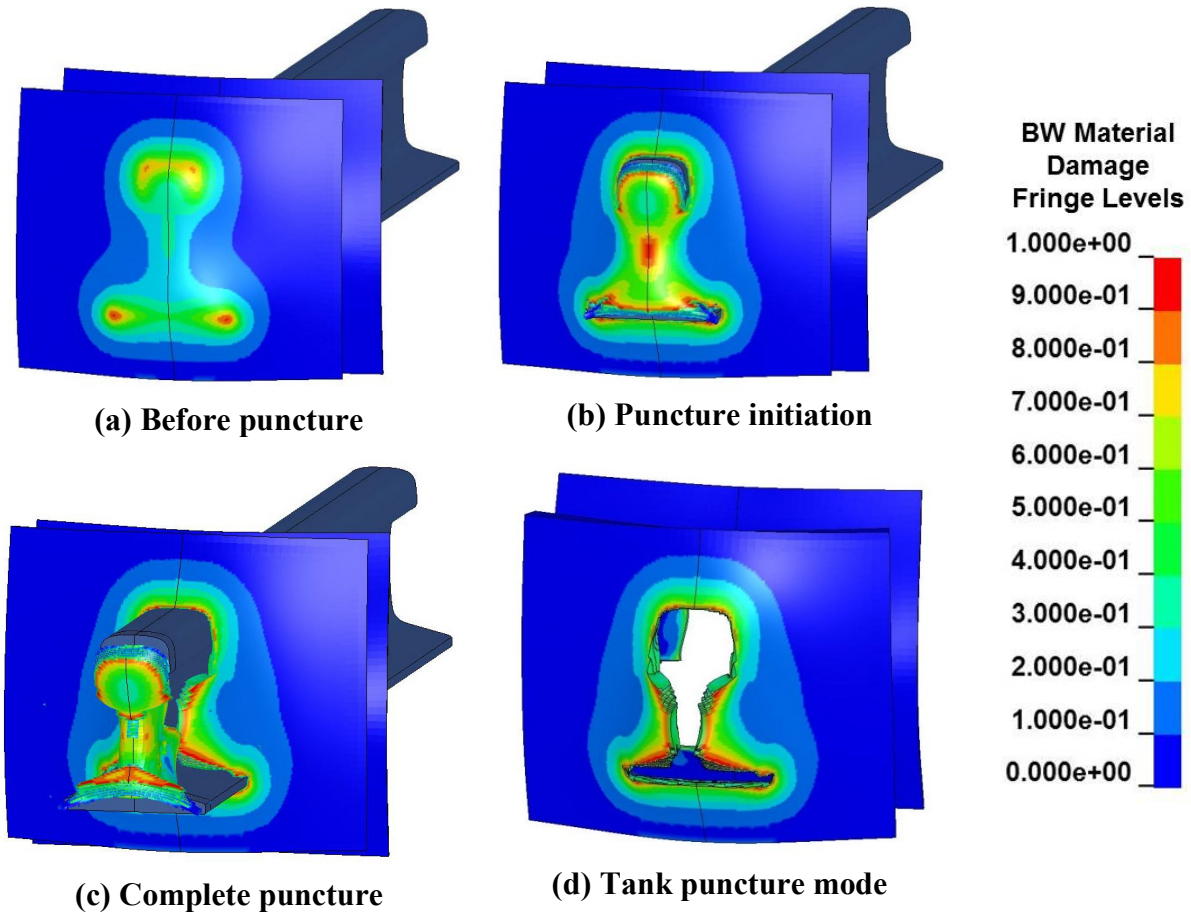 BW Material
Damage
Fringe Levels
1.000e+00
9.000e-01
8.000e-01
7.000e-01
6.000e-01
5.000e-01
4.000e-01
3.000e-01
2.000e-01
1.000e-01
0.000e+00
(a) Before puncture
(b) Puncture initiation
(c) Complete puncture
(d) Tank puncture mode